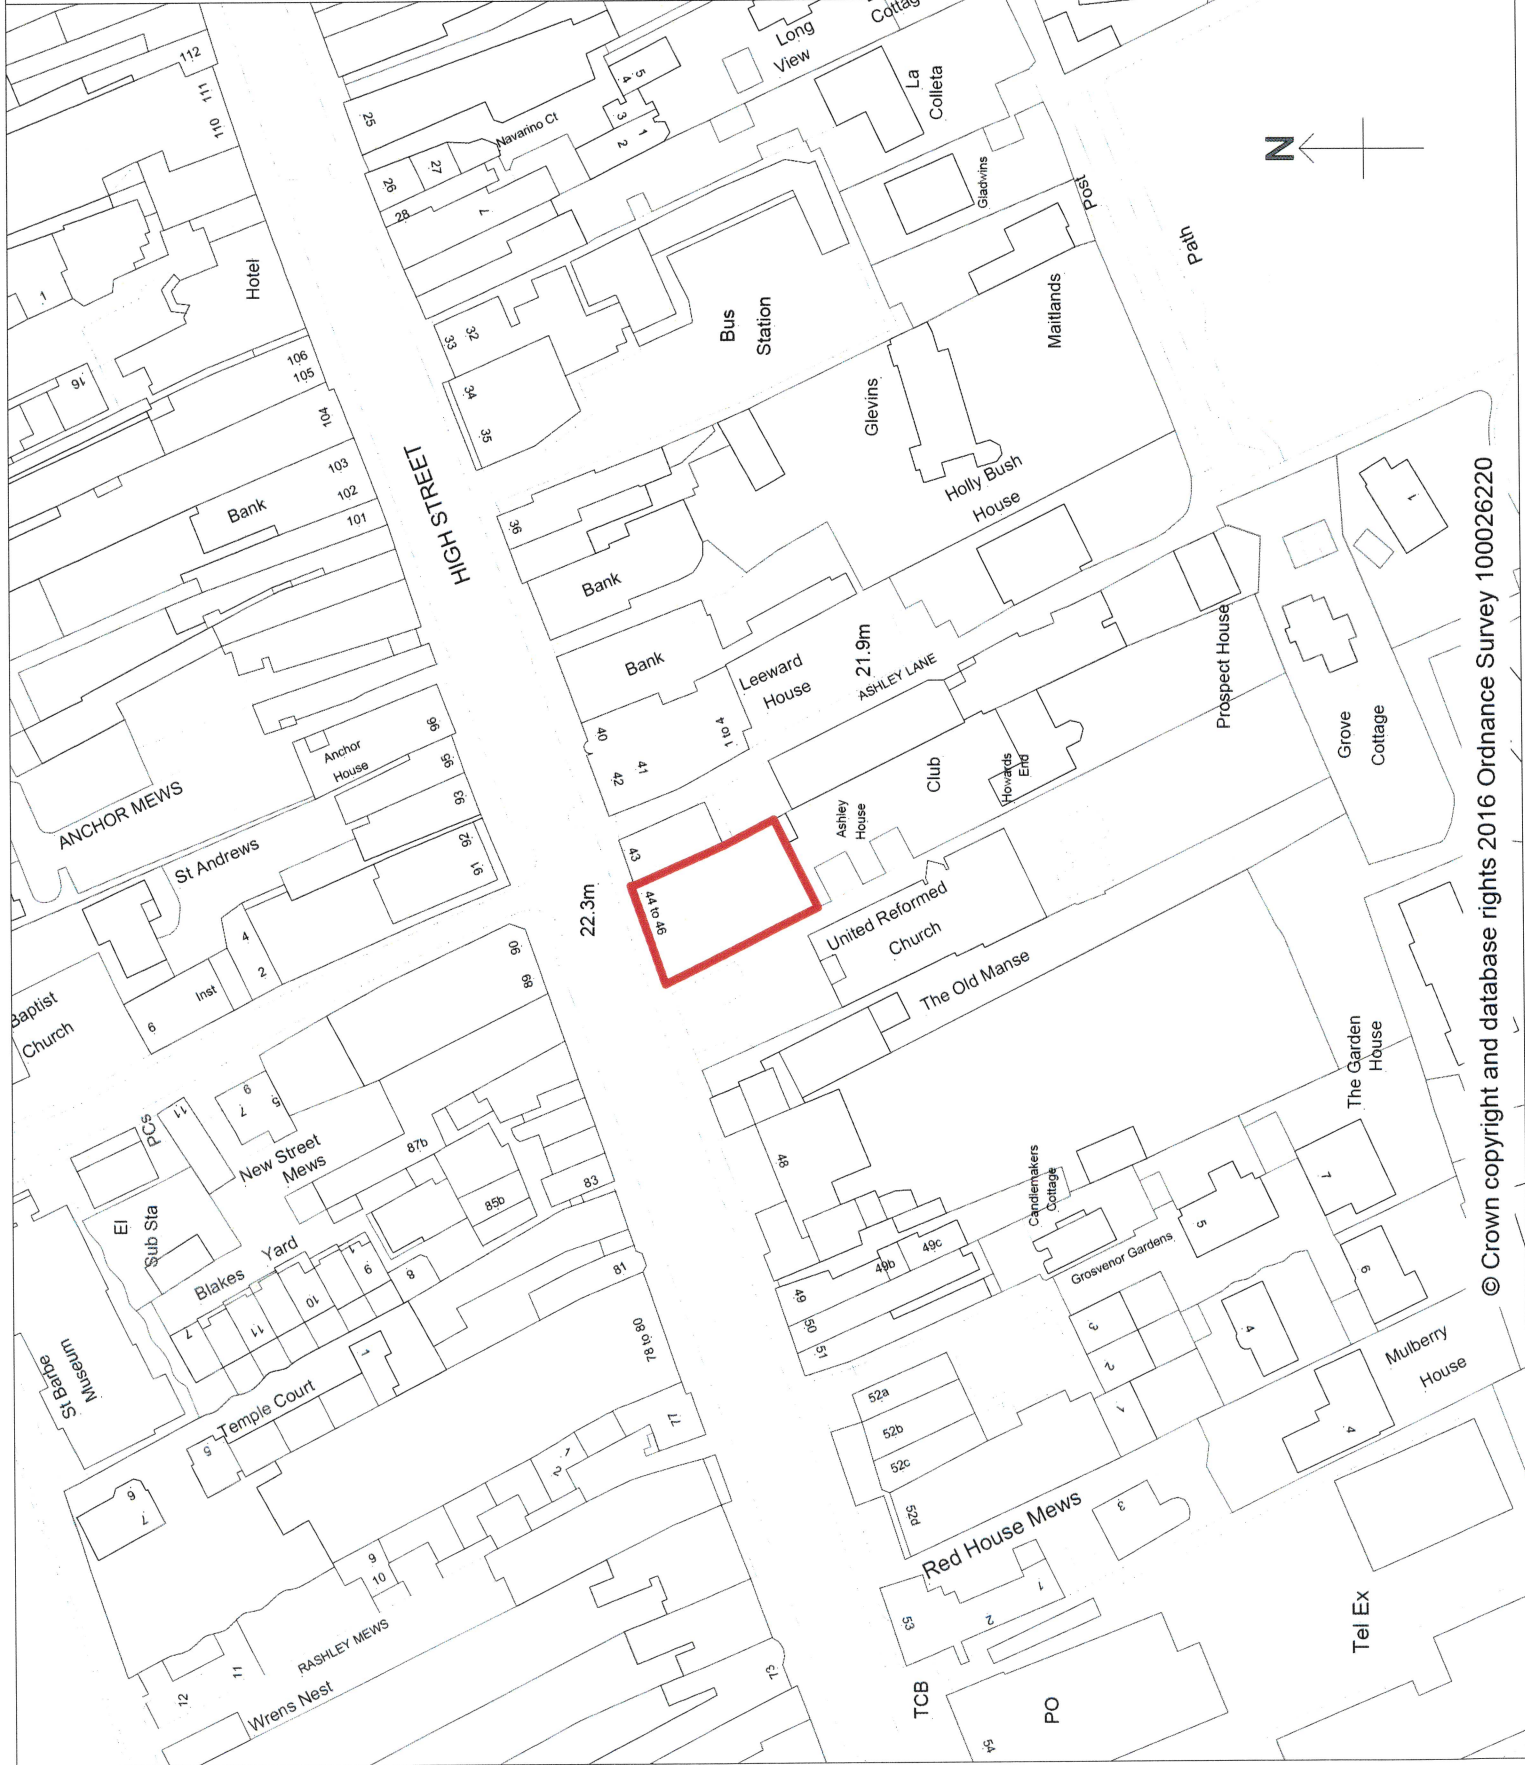 112
111
110
Hotel
1
16
106
105
104
103
102
101
Bank
HIGH STREET
25
26
27
28
7
Navarino Ct
5
4
3
2
1
Long
View
Cottag
La
Colleta
Gladwins
N
Post
Path
Maitlands
Bus
Station
33
32
34
35
36
Glevins
Holly Bush
House
Bank
Bank
Leeward
House
21.9m
ASHLEY LANE
40
41
42
1 to 4
43
44 to 46
22.3m
Club
Howards
End
Ashley
House
Prospect House
1
Grove
Cottage
United Reformed
Church
The Old Manse
The Garden
House
ANCHOR MEWS
Anchor
House
96
95
93
92
91
St Andrews
4
2
Inst
6
Baptist
Church
90
89
PCs
11
9
7
5
New Street
Mews
87b
85b
83
El
Sub Sta
Blakes
Yard
7
11
10
9
1
8
81
78 to 80
77
St Barbe
Museum
Temple Court
1
5
6
7
1
2
9
10
RASHLEY MEWS
11
12
Wrens Nest
73
48
49
49b
49c
50
51
52a
52b
52c
52d
Candlemakers
Cottage
Grosvenor Gardens
5
7
6
4
3
2
1
Mulberry
House
4
Red House Mews
3
1
2
53
TCB
PO
54
Tel Ex
© Crown copyright and database rights 2016 Ordnance Survey 100026220